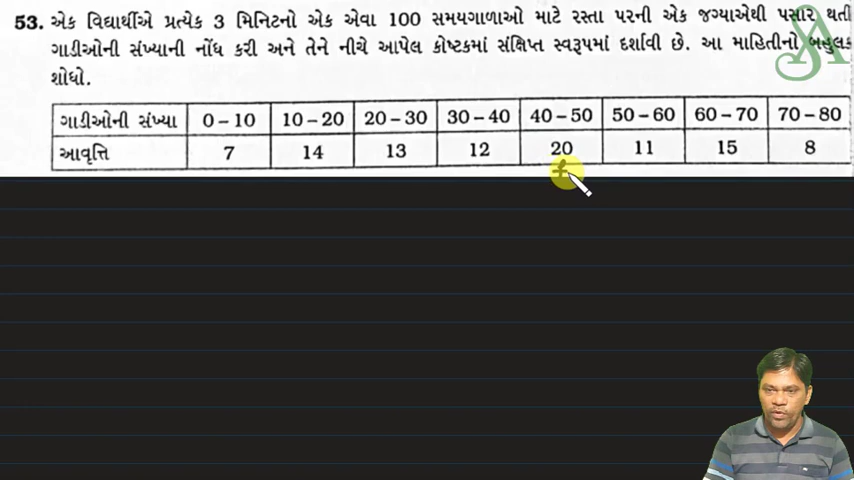 53. એક વિદ્યાર્થીએ પ્રત્યેક 3 મિનિટનો એક એવા 100 સમયગાળાઓ માટે રસ્તા પરની એક જગ્યાએથી પસાર થતી
ગાડીઓની સંખ્યાની નોંધ કરી અને તેને નીચે આપેલ કોષ્ટકમાં સંક્ષિપ્ત સ્વરૂપમાં દર્શાવી છે. આ માહિતીનો બહુલક
શોધો.
ગાડીઓની સંખ્યા 0 – 10 10 – 20 20 – 30 30 – 40 40 – 50 50 – 60 60 – 70 70 – 80
આવૃત્તિ 7 14 13 12 20 11 15 8